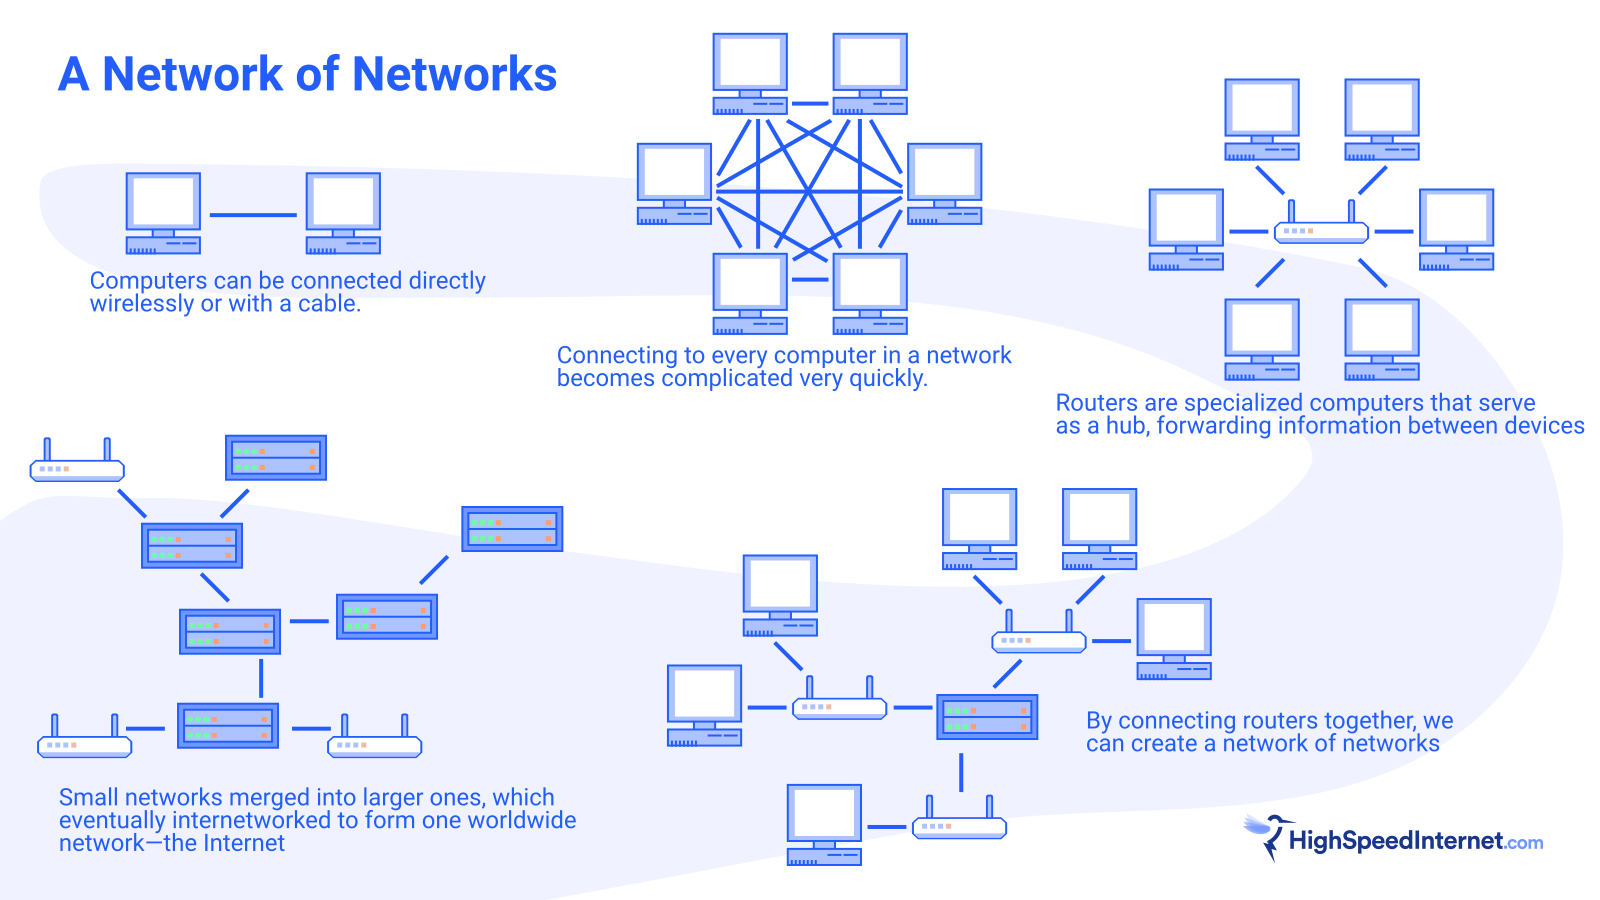 A Network of Networks
Computers can be connected directly
wirelessly or with a cable.
Connecting to every computer in a network
becomes complicated very quickly.
Routers are specialized computers that serve
as a hub, forwarding information between devices
By connecting routers together, we
can create a network of networks
Small networks merged into larger ones, which
eventually internetworked to form one worldwide
network—the Internet
HighSpeedInternet.com